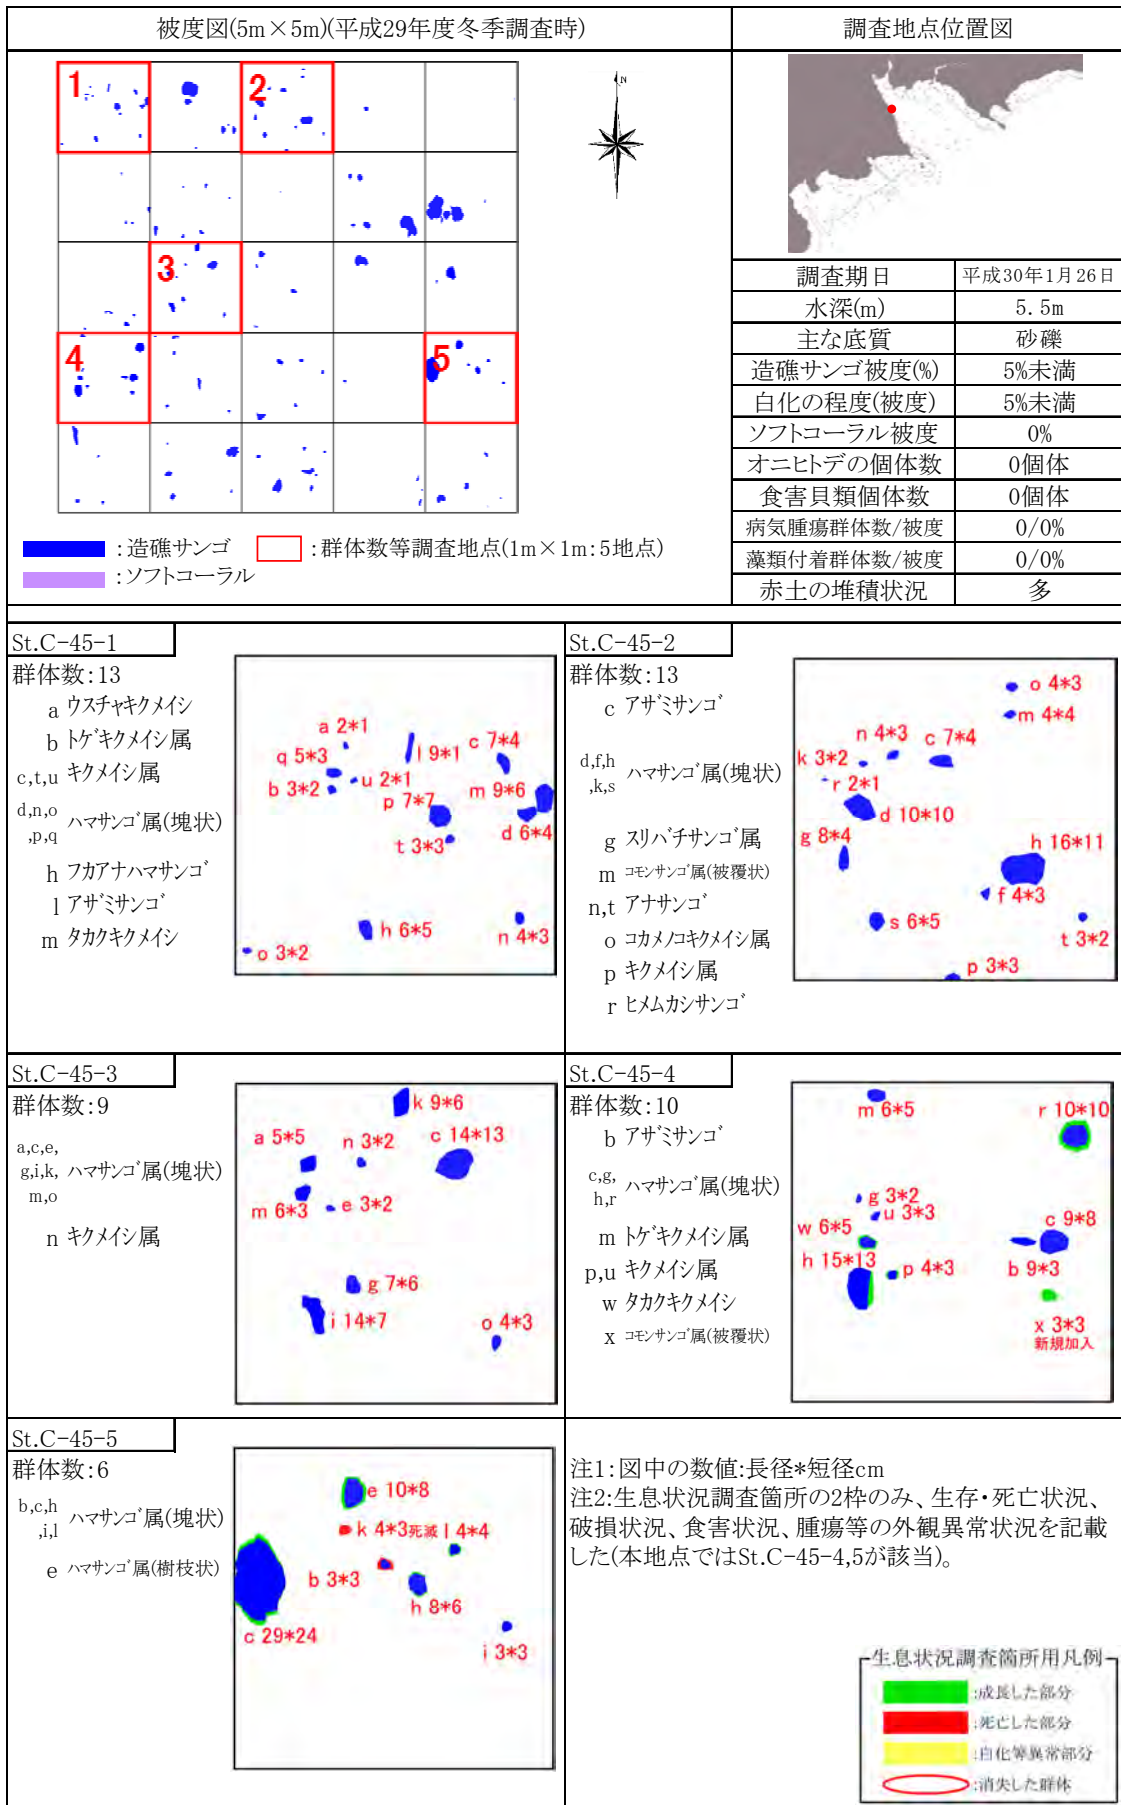 被度図(5m×5m)(平成29年度冬季調査時)
調査地点位置図
1
2
3
4
5
N
:造礁サンゴ
:群体数等調査地点(1m×1m:5地点)
:ソフトコーラル
調査期日 平成30年1月26日
水深(m) 5.5m
主な底質 砂礫
造礁サンゴ被度(%) 5%未満
白化の程度(被度) 5%未満
ソフトコーラル被度 0%
オニヒトデの個体数 0個体
食害貝類個体数 0個体
病気腫瘍群体数/被度 0/0%
藻類付着群体数/被度 0/0%
赤土の堆積状況 多
St.C-45-1
群体数:13
a ウスチャキクメイシ
b トゲキクメイシ属
c,t,u キクメイシ属
d,n,o
,p,q ハマサンゴ属(塊状)
h フカアナハマサンゴ
l アザミサンゴ
m タカクキクメイシ
a 2*1
q 5*3
l 9*1
c 7*4
b 3*2
u 2*1
m 9*6
p 7*7
d 6*4
t 3*3
h 6*5
n 4*3
o 3*2
St.C-45-2
群体数:13
c アザミサンゴ
d,f,h
,k,s ハマサンゴ属(塊状)
g スリバチサンゴ属
m コモンサンゴ属(被覆状)
n,t アナサンゴ
o コカメノコキクメイシ属
p キクメイシ属
r ヒメムカシサンゴ
o 4*3
m 4*4
n 4*3
c 7*4
k 3*2
r 2*1
d 10*10
g 8*4
h 16*11
f 4*3
s 6*5
t 3*2
p 3*3
St.C-45-3
群体数:9
a,c,e,
g,i,k,
m,o ハマサンゴ属(塊状)
n キクメイシ属
k 9*6
a 5*5
n 3*2
c 14*13
m 6*3
e 3*2
g 7*6
i 14*7
o 4*3
St.C-45-4
群体数:10
b アザミサンゴ
c,g,
h,r ハマサンゴ属(塊状)
m トゲキクメイシ属
p,u キクメイシ属
w タカクキクメイシ
x コモンサンゴ属(被覆状)
m 6*5
r 10*10
g 3*2
u 3*3
w 6*5
c 9*8
h 15*13
p 4*3
b 9*3
x 3*3
新規加入
St.C-45-5
群体数:6
b,c,h
,i,l ハマサンゴ属(塊状)
e ハマサンゴ属(樹枝状)
e 10*8
k 4*3死滅
l 4*4
b 3*3
h 8*6
c 29*24
i 3*3
注1:図中の数値:長径*短径cm
注2:生息状況調査箇所の2枠のみ、生存・死亡状況、
破損状況、食害状況、腫瘍等の外観異常状況を記載
した(本地点ではSt.C-45-4,5が該当)。
生息状況調査箇所用凡例
:成長した部分
:死亡した部分
:白化等異常部分
:消失した群体